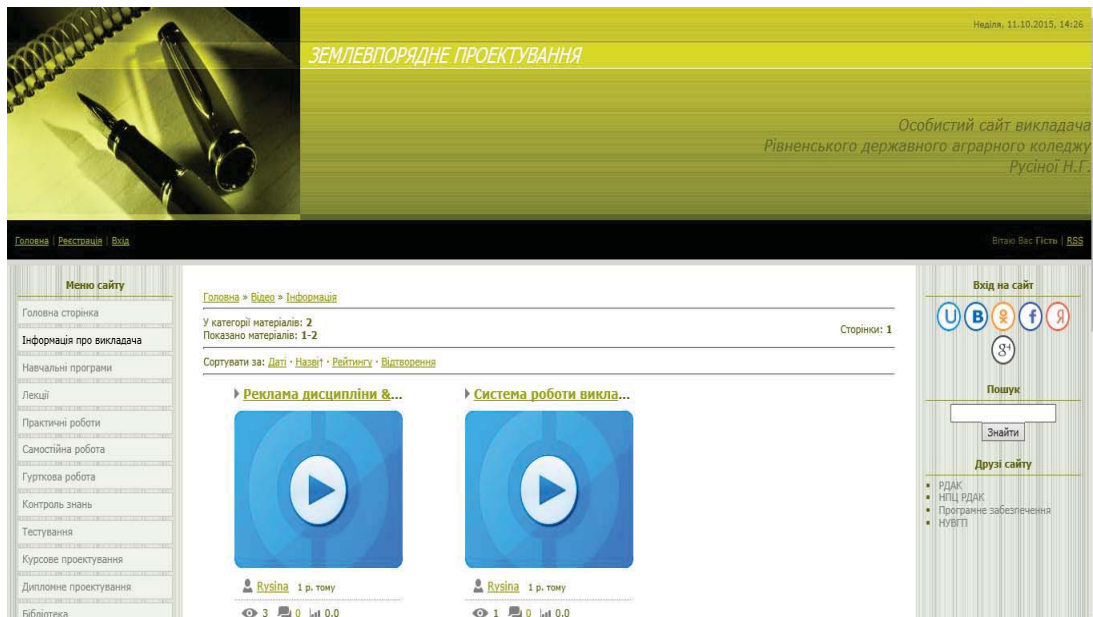 Неділя, 11.10.2015, 14:26
ЗЕМЛЕВПОРЯДНЕ ПРОЕКТУВАННЯ
Особистий сайт викладача
Рівненського державного аграрного коледжу
Русіної Н.Г.
Головна | Реєстрація | Вхід
Вітаю Вас Гість | RSS
Меню сайту
Головна сторінка
Інформація про викладача
Навчальні програми
Лекції
Практичні роботи
Самостійна робота
Гурткова робота
Контроль знань
Тестування
Курсове проектування
Дипломне проектування
Бібліотека
Головна » Відео » Інформація
У категорії матеріалів: 2
Показано матеріалів: 1-2
Сторінки: 1
Сортувати за: Даті · Назві↑ · Рейтингу · Відтворення
Реклама дисципліни &...
Rysina 1 р. тому
3 0 0.0
Система роботи викла...
Rysina 1 р. тому
1 0 0.0
Вхід на сайт
U B f Я
g+
Пошук
Знайти
Друзі сайту
РДАК
НПЦ РДАК
Програмне забезпечення
НУВГП